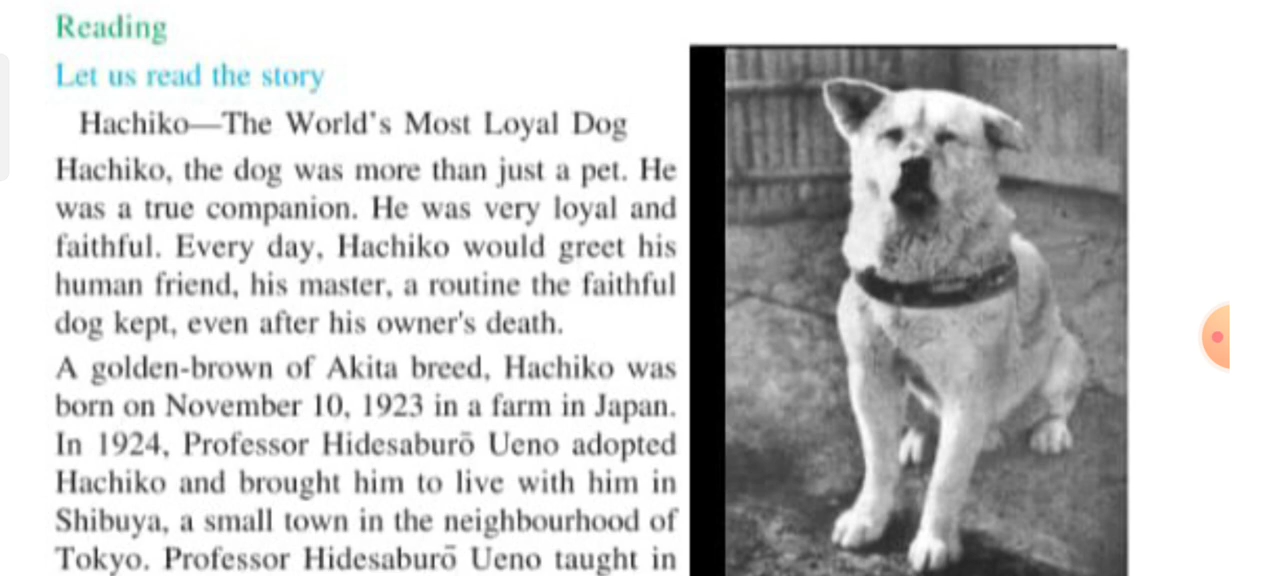 Reading
Let us read the story
Hachiko—The World's Most Loyal Dog
Hachiko, the dog was more than just a pet. He
was a true companion. He was very loyal and
faithful. Every day, Hachiko would greet his
human friend, his master, a routine the faithful
dog kept, even after his owner's death.
A golden-brown of Akita breed, Hachiko was
born on November 10, 1923 in a farm in Japan.
In 1924, Professor Hidesaburō Ueno adopted
Hachiko and brought him to live with him in
Shibuya, a small town in the neighbourhood of
Tokyo. Professor Hidesaburō Ueno taught in